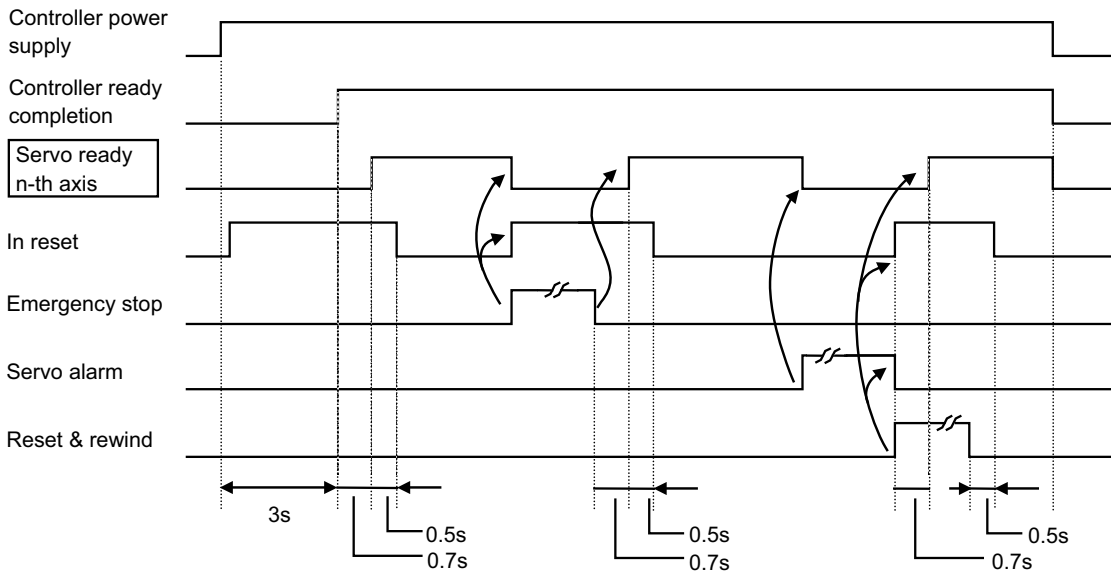 Controller power
supply
Controller ready
completion
Servo ready
n-th axis
In reset
Emergency stop
Servo alarm
Reset & rewind
3s
0.5s
0.7s
0.5s
0.7s
0.5s
0.7s